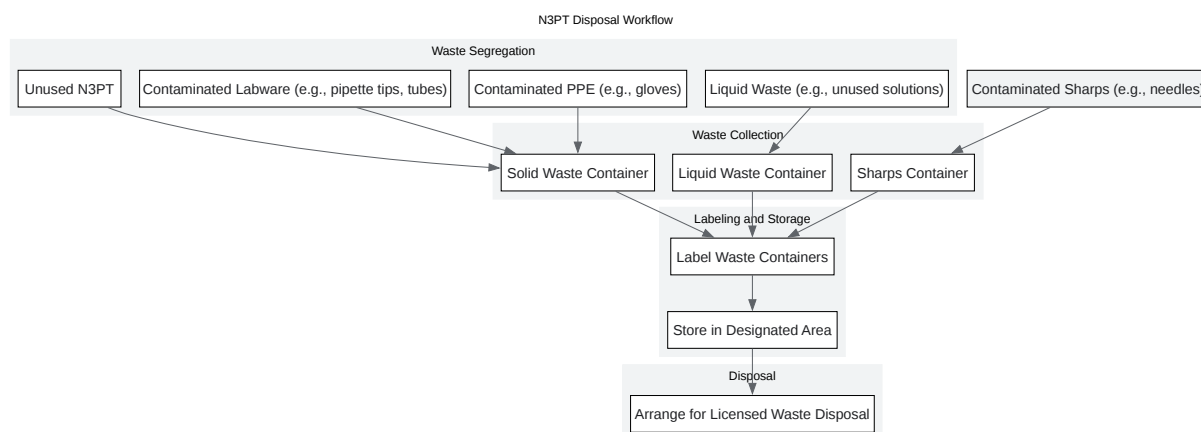 N3PT Disposal Workflow
Waste Segregation
Unused N3PT
Contaminated Labware (e.g., pipette tips, tubes)
Contaminated PPE (e.g., gloves)
Liquid Waste (e.g., unused solutions)
Contaminated Sharps (e.g., needles)
Waste Collection
Solid Waste Container
Liquid Waste Container
Sharps Container
Labeling and Storage
Label Waste Containers
Store in Designated Area
Disposal
Arrange for Licensed Waste Disposal